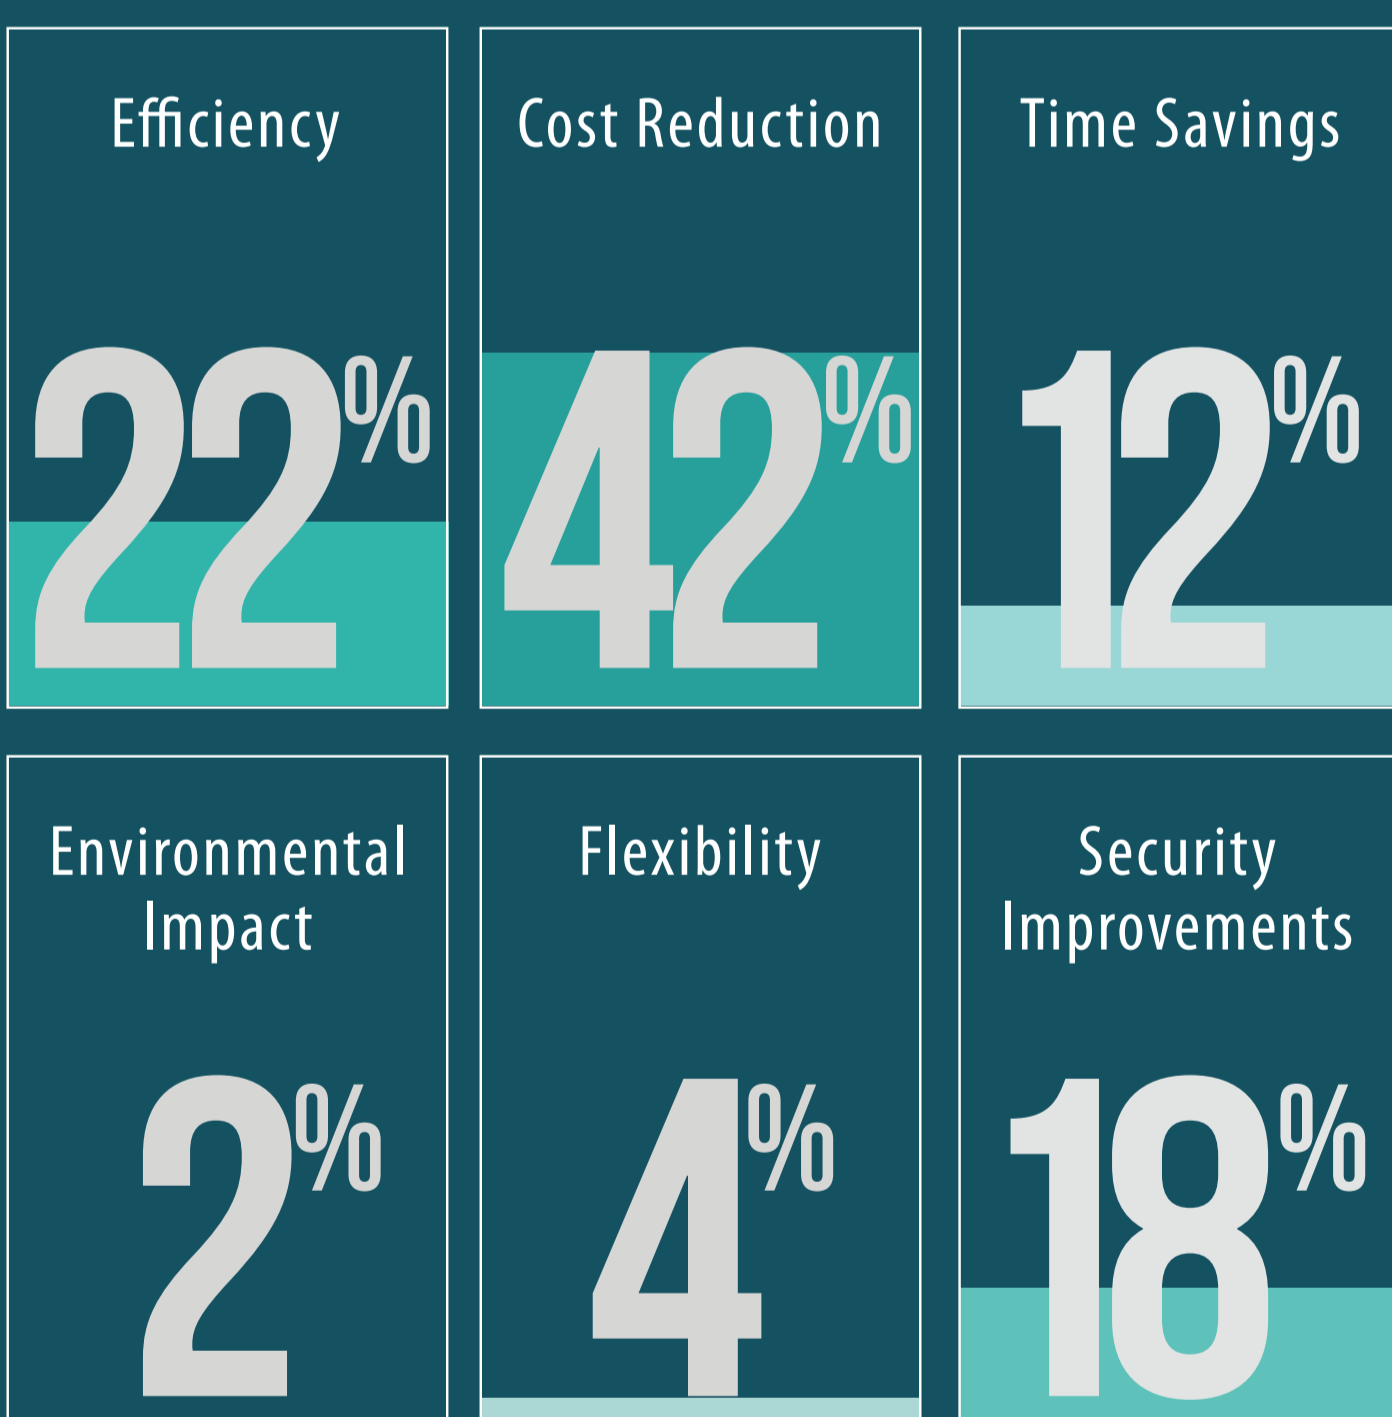 Efficiency
22%
Cost Reduction
42%
Time Savings
12%
Environmental
Impact
2%
Flexibility
4%
Security
Improvements
18%